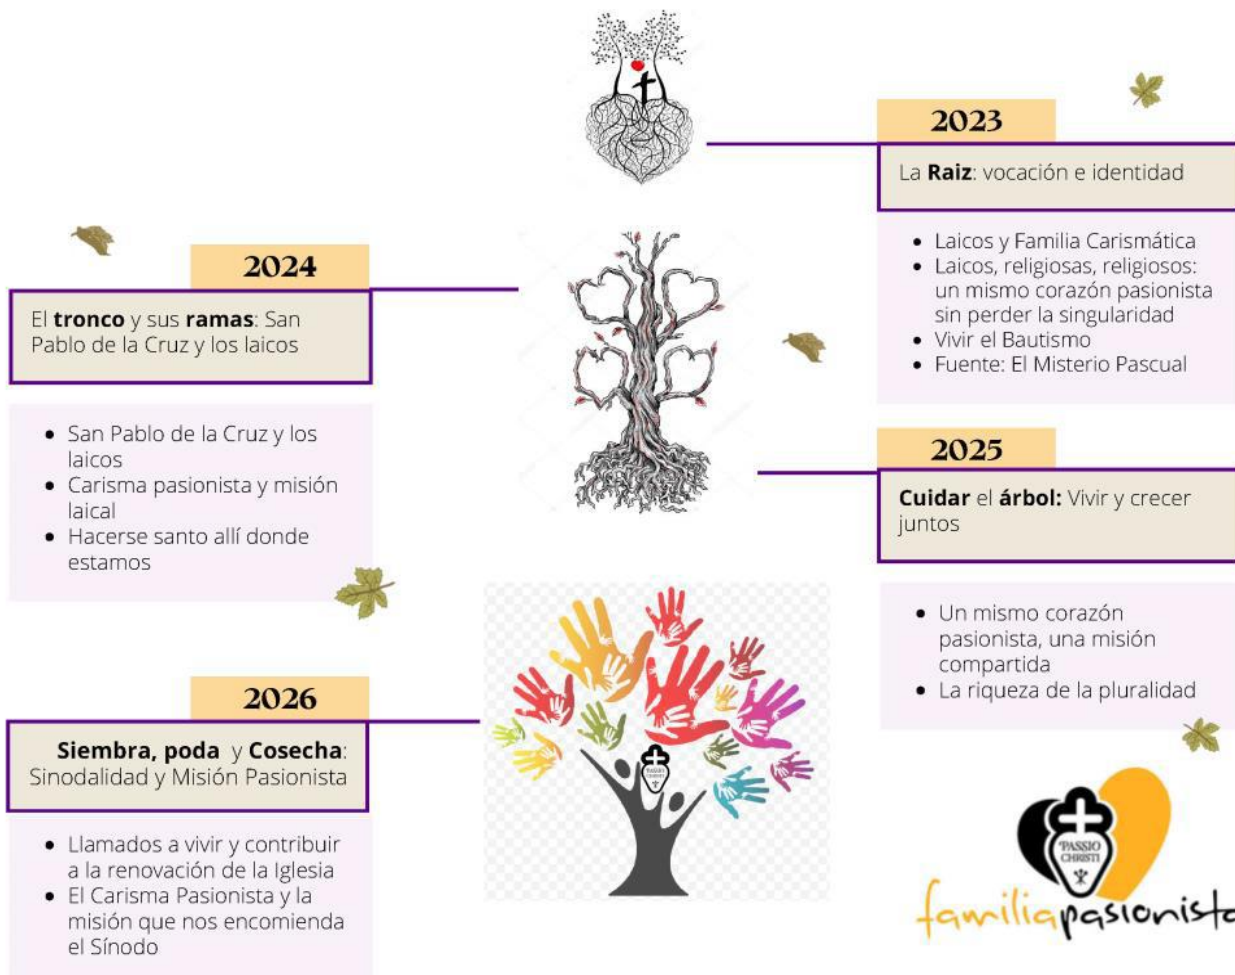 2023
La Raiz: vocación e identidad
• Laicos y Familia Carismática
• Laicos, religiosas, religiosos:
un mismo corazón pasionista
sin perder la singularidad
• Vivir el Bautismo
• Fuente: El Misterio Pascual
2024
El tronco y sus ramas: San
Pablo de la Cruz y los laicos
• San Pablo de la Cruz y los
laicos
• Carisma pasionista y misión
laical
• Hacerse santo allí donde
estamos
2025
Cuidar el árbol: Vivir y crecer
juntos
• Un mismo corazón
pasionista, una misión
compartida
• La riqueza de la pluralidad
2026
Siembra, poda y Cosecha:
Sinodalidad y Misión Pasionista
• Llamados a vivir y contribuir
a la renovación de la Iglesia
• El Carisma Pasionista y la
misión que nos encomienda
el Sínodo
PASSIO
CHRISTI
PASSIO
CHRISTI
familiapasionista